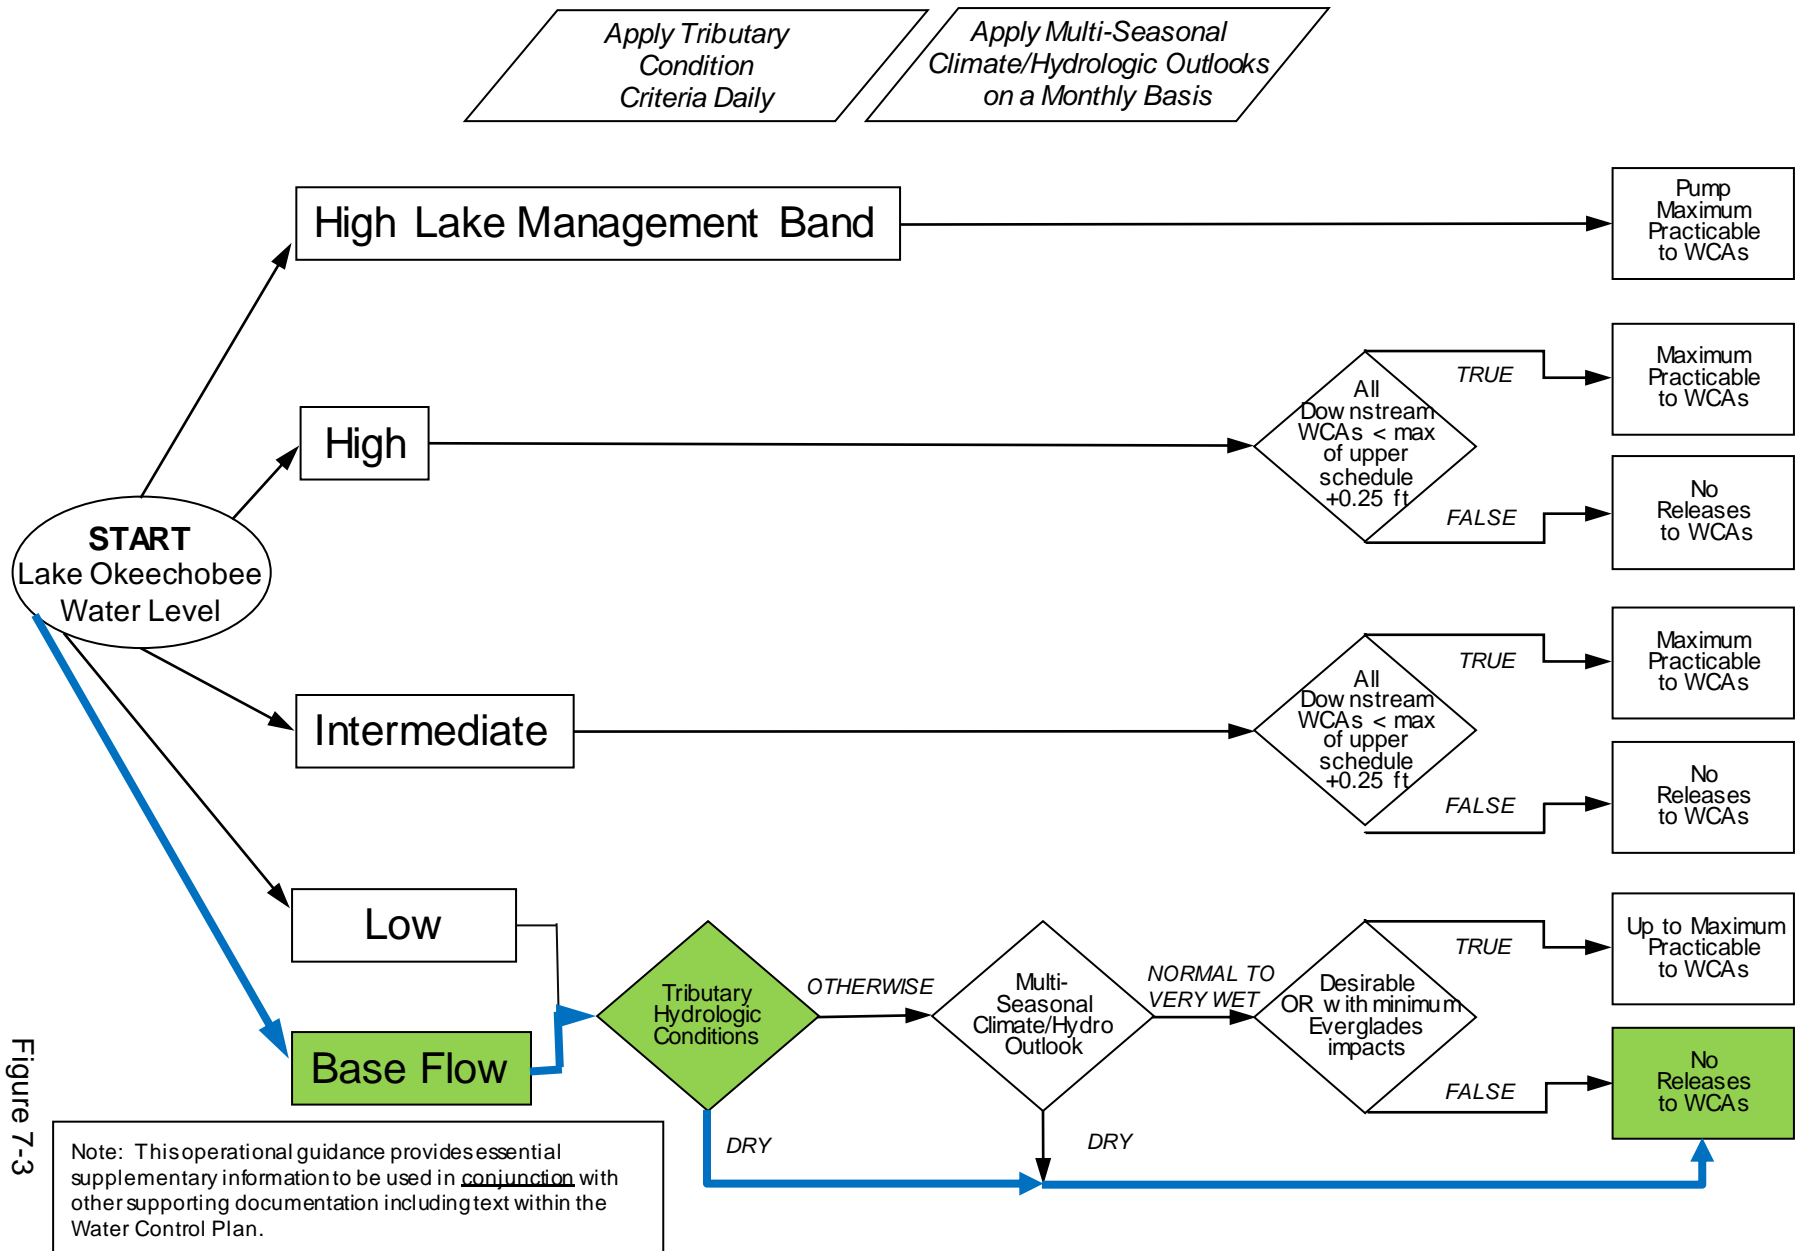 Apply Tributary
Condition
Criteria Daily
Apply Multi-Seasonal
Climate/Hydrologic Outlooks
on a Monthly Basis
High Lake Management Band
Pump
Maximum
Practicable
to WCAs
High
All
Downstream
WCAs < max
of upper
schedule
+0.25 ft
TRUE
Maximum
Practicable
to WCAs
FALSE
No
Releases
to WCAs
START
Lake Okeechobee
Water Level
Intermediate
All
Downstream
WCAs < max
of upper
schedule
+0.25 ft
TRUE
Maximum
Practicable
to WCAs
FALSE
No
Releases
to WCAs
Low
Base Flow
Tributary
Hydrologic
Conditions
OTHERWISE
DRY
Multi-
Seasonal
Climate/Hydro
Outlook
NORMAL TO
VERY WET
DRY
Desirable
OR with minimum
Everglades
impacts
TRUE
Up to Maximum
Practicable
to WCAs
FALSE
No
Releases
to WCAs
Figure 7-3
Note: This operational guidance provides essential
supplementary information to be used in conjunction with
other supporting documentation including text within the
Water Control Plan.